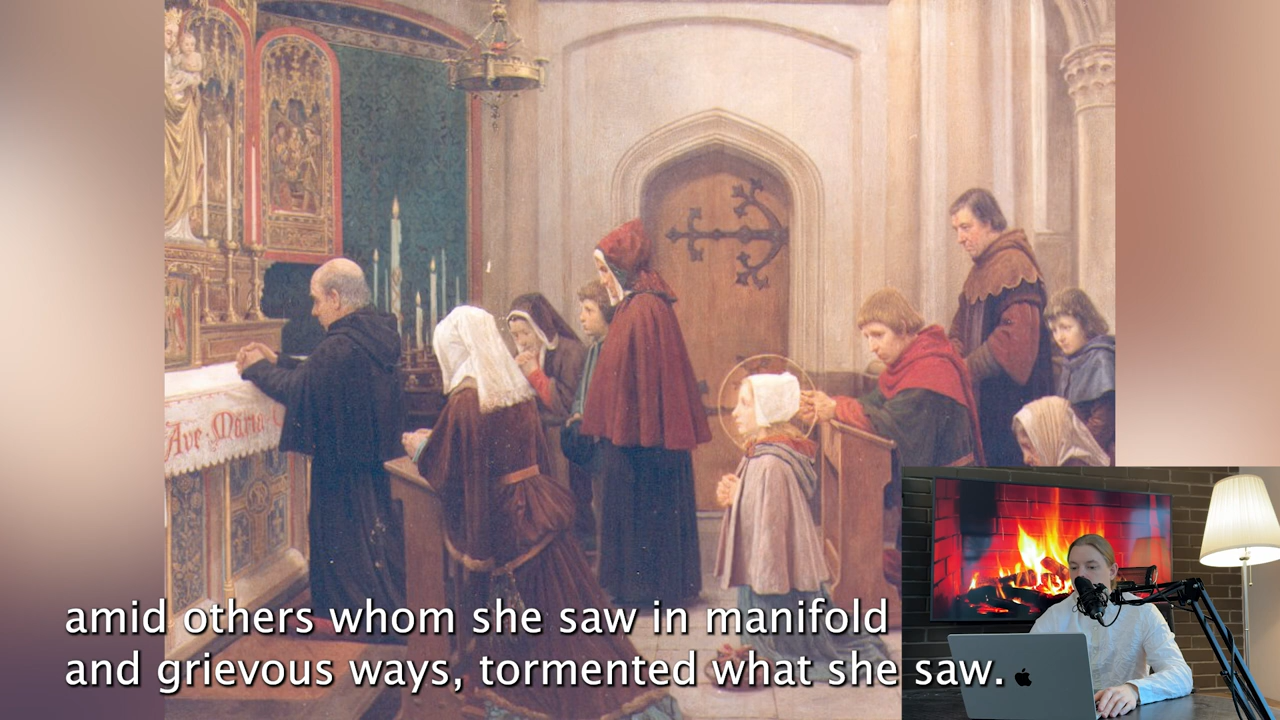 Ave Maria
amid others whom she saw in manifold
and grievous ways, tormented what she saw.